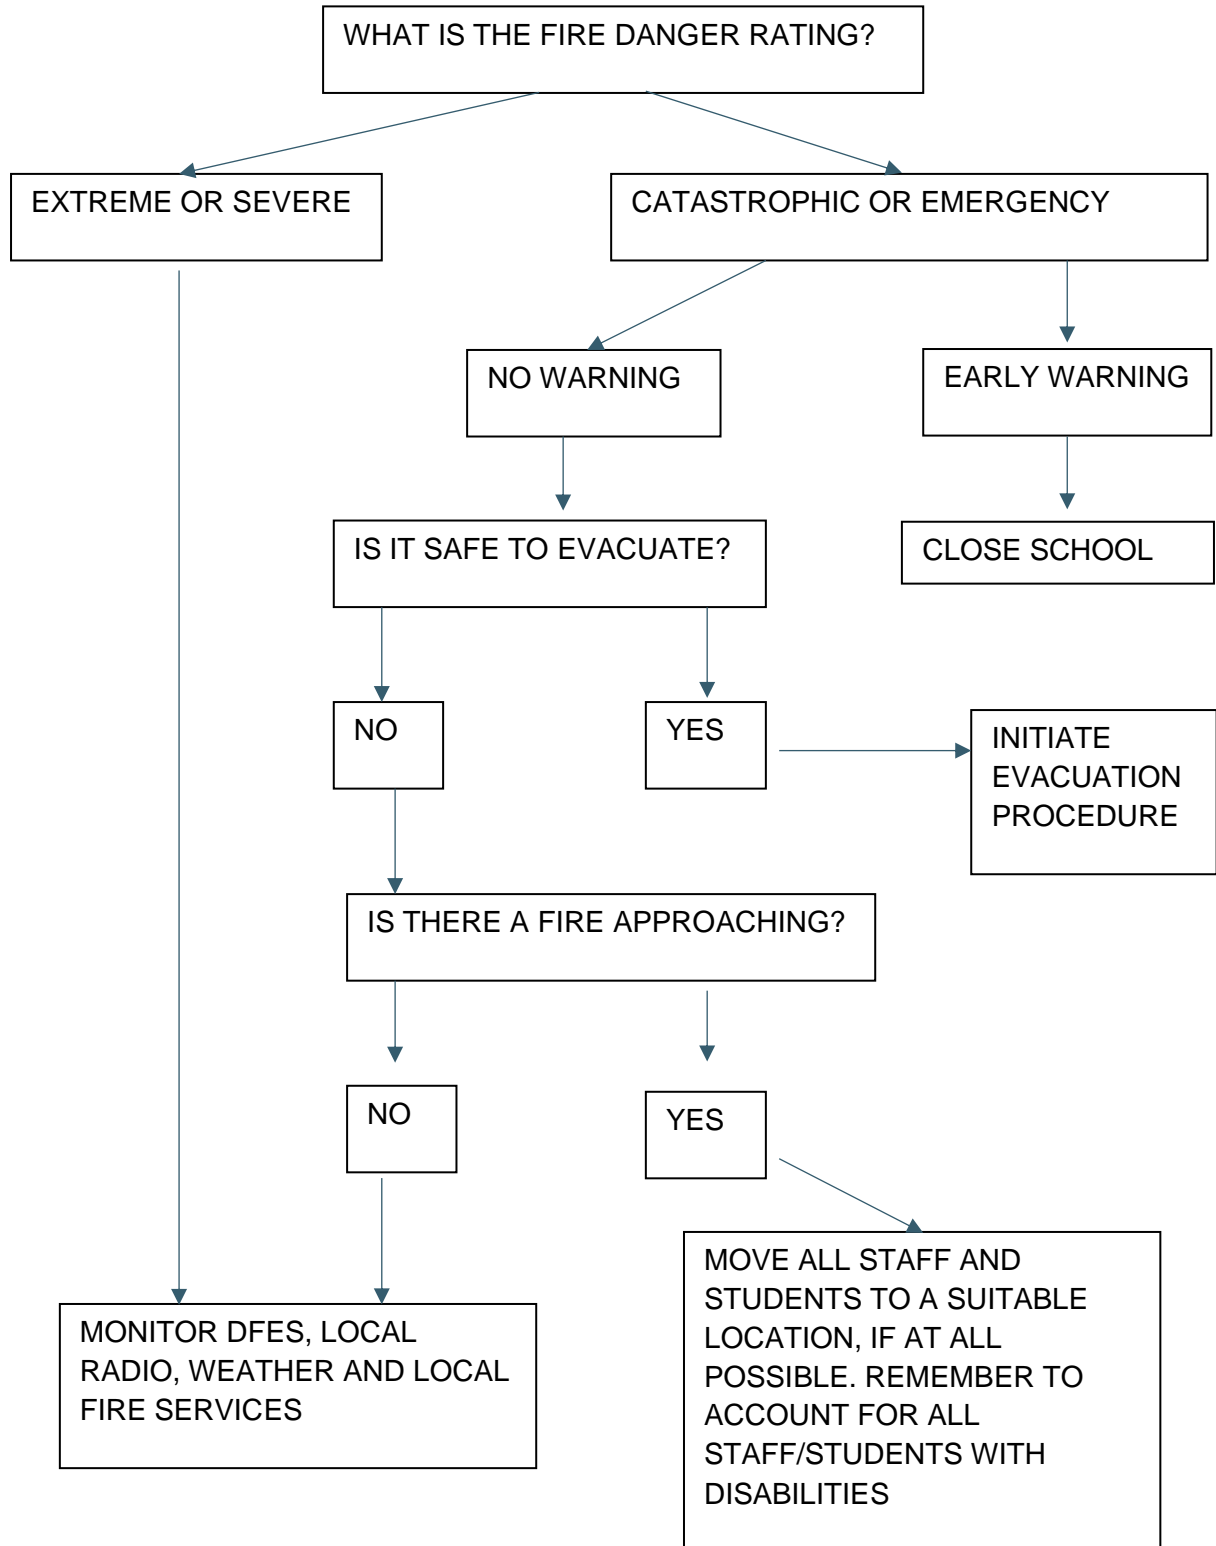 WHAT IS THE FIRE DANGER RATING?
EXTREME OR SEVERE
CATASTROPHIC OR EMERGENCY
NO WARNING
EARLY WARNING
IS IT SAFE TO EVACUATE?
CLOSE SCHOOL
NO
YES
INITIATE
EVACUATION
PROCEDURE
IS THERE A FIRE APPROACHING?
NO
YES
MONITOR DFES, LOCAL
RADIO, WEATHER AND LOCAL
FIRE SERVICES
MOVE ALL STAFF AND
STUDENTS TO A SUITABLE
LOCATION, IF AT ALL
POSSIBLE. REMEMBER TO
ACCOUNT FOR ALL
STAFF/STUDENTS WITH
DISABILITIES